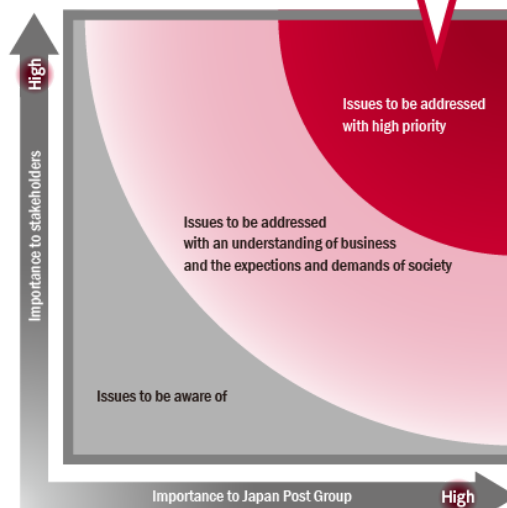 High
Importance to stakeholders
Issues to be addressed
with high priority
Issues to be addressed
with an understanding of business
and the expections and demands of society
Issues to be aware of
Importance to Japan Post Group
High